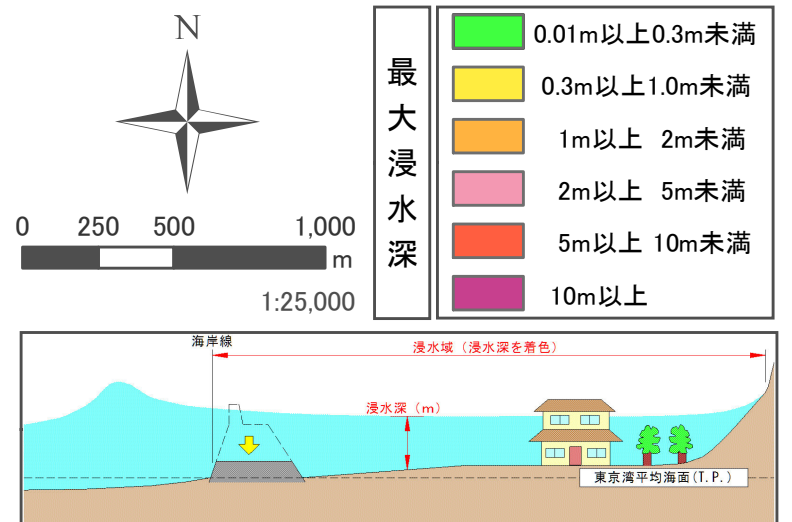 N
0 250 500 1,000
m
1:25,000
最大浸水深
0.01m以上0.3m未満
0.3m以上1.0m未満
1m以上 2m未満
2m以上 5m未満
5m以上 10m未満
10m以上
海岸線
浸水域（浸水深を着色）
浸水深（m）
東京湾平均海面(T.P.)